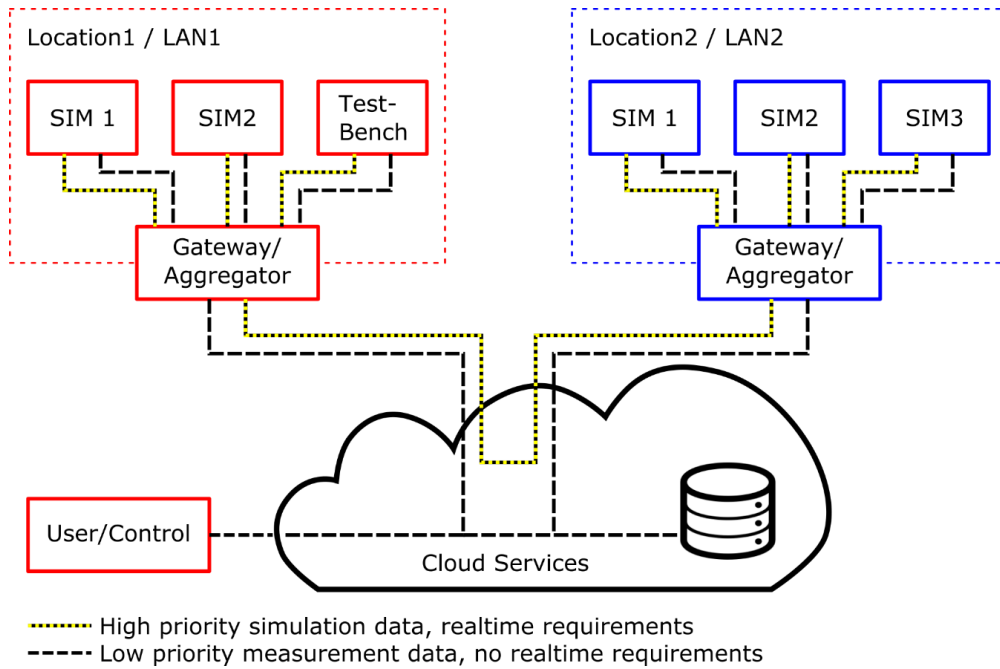 Location1 / LAN1
Location2 / LAN2
SIM 1
SIM2
Test-
Bench
SIM 1
SIM2
SIM3
Gateway/
Aggregator
Gateway/
Aggregator
User/Control
Cloud Services
High priority simulation data, realtime requirements
Low priority measurement data, no realtime requirements